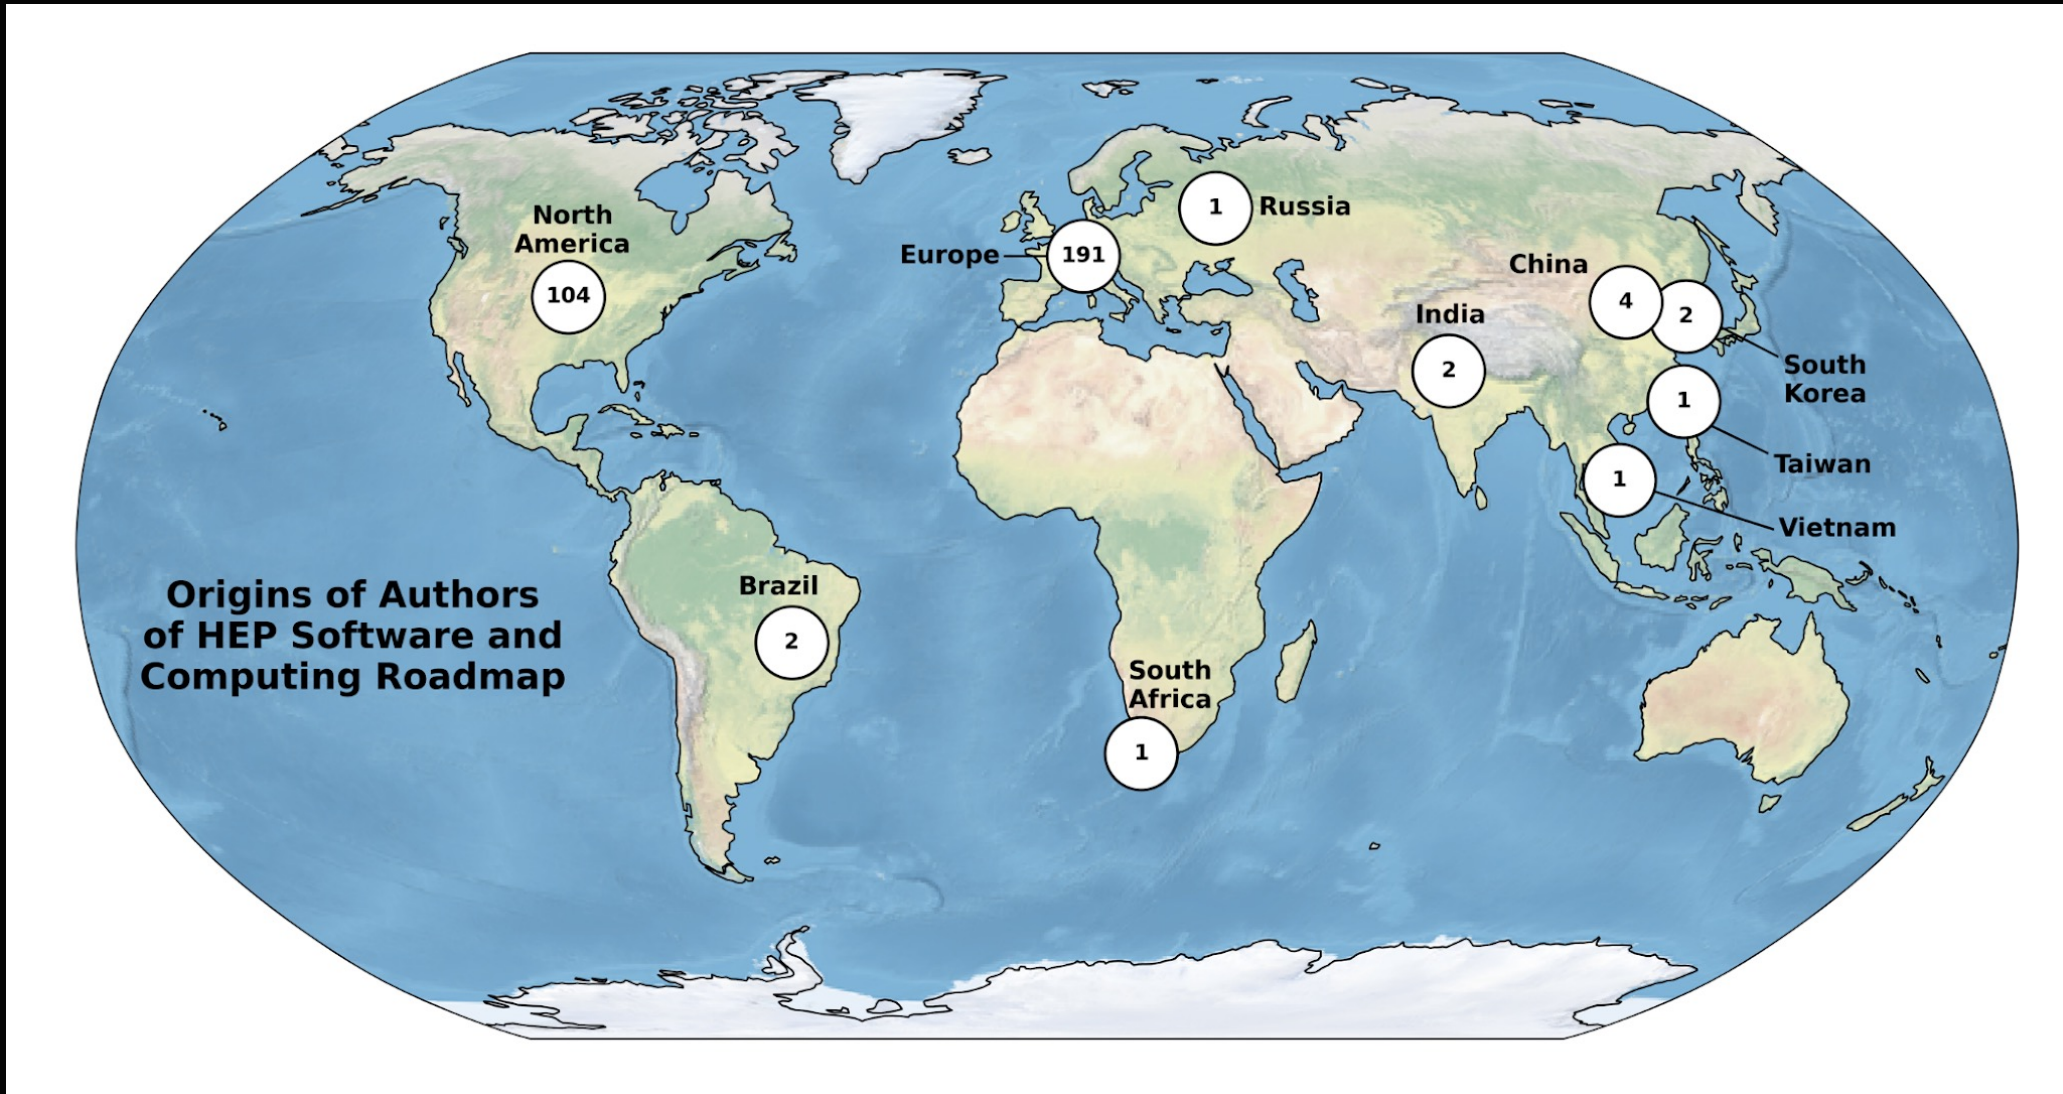 North
America
104
Europe
191
1
Russia
China
4
2
South
Korea
India
2
1
Taiwan
1
Vietnam
Brazil
2
South
Africa
1
Origins of Authors
of HEP Software and
Computing Roadmap